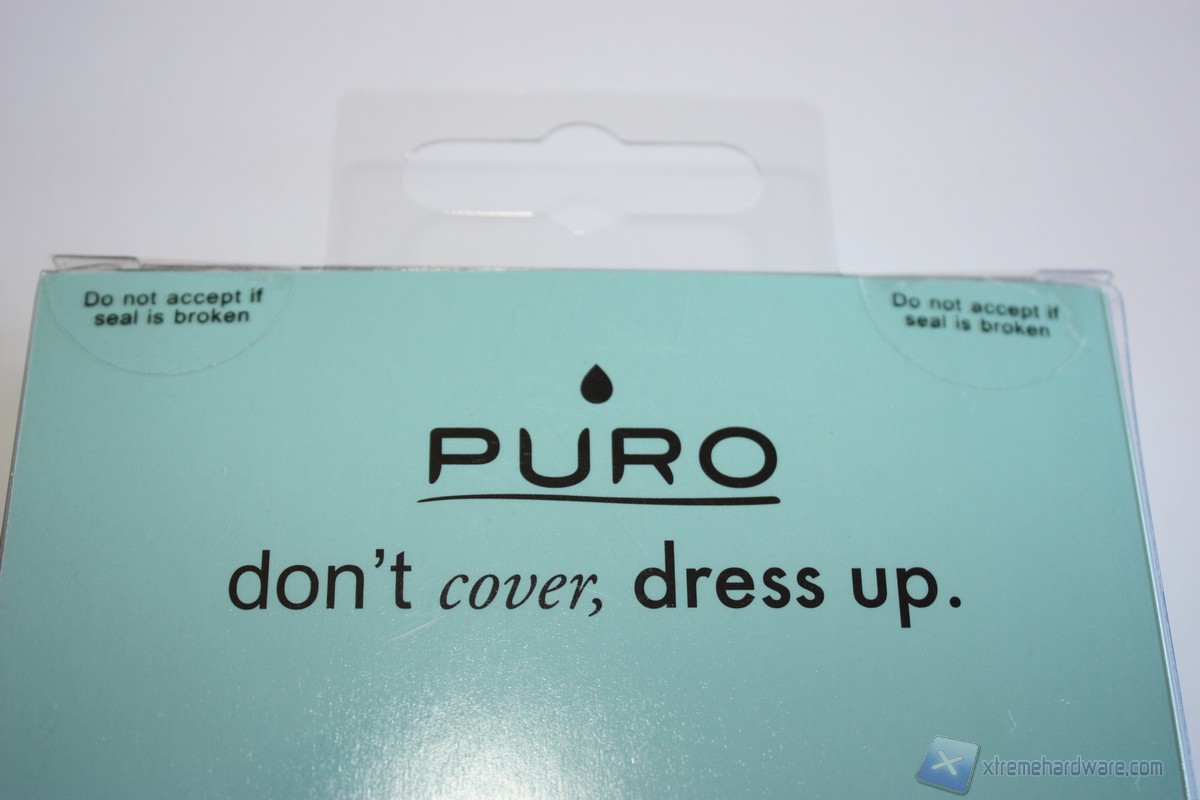 Do not accept if
seal is broken
Do not accept if
seal is broken
PURO
don't cover, dress up.
xtremehardware.com